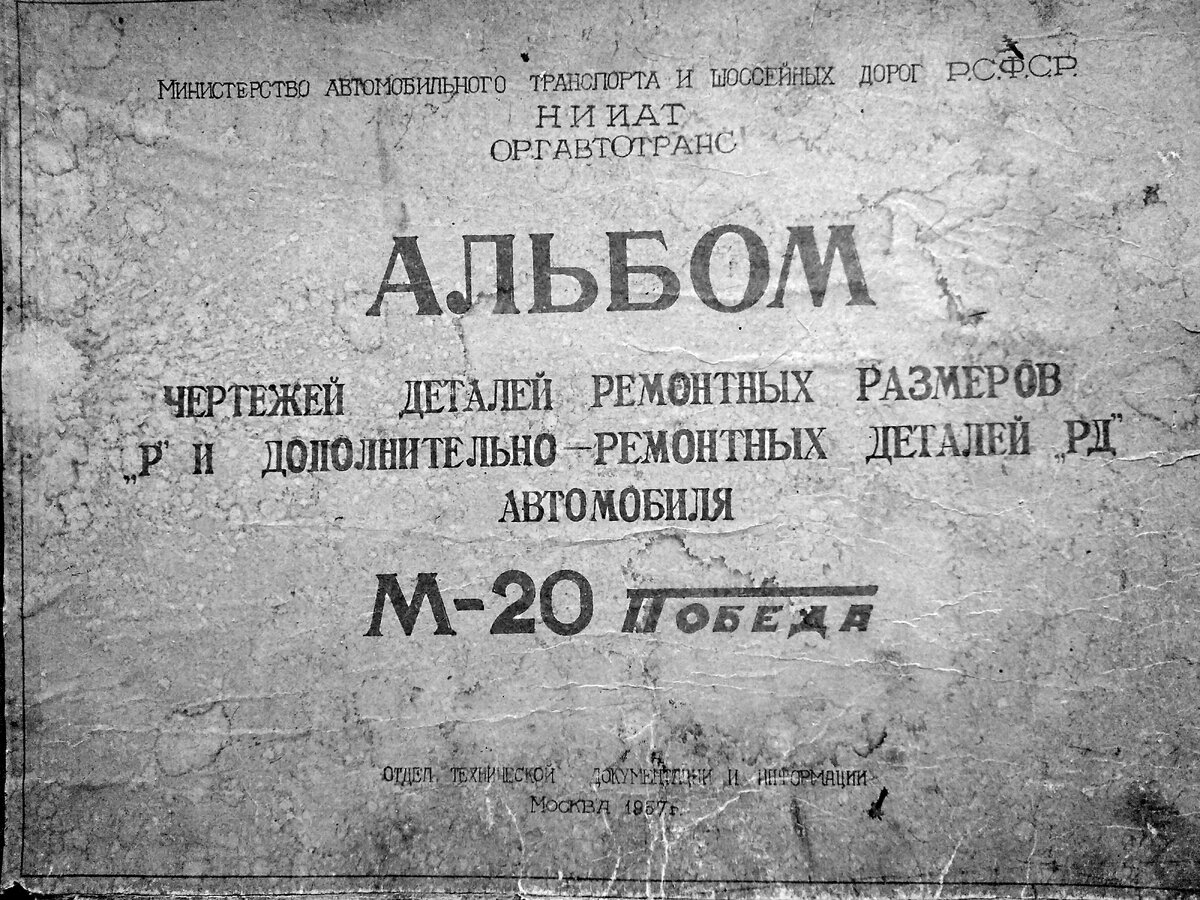 Министерство автомобильного транспорта и шоссейных дорог Р.С.Ф.С.Р.
НИИАТ
ОРГАВТОТРАНС
АЛЬБОМ
ЧЕРТЕЖЕЙ ДЕТАЛЕЙ РЕМОНТНЫХ РАЗМЕРОВ
„Р” И ДОПОЛНИТЕЛЬНО—РЕМОНТНЫХ ДЕТАЛЕЙ „РД”
АВТОМОБИЛЯ
М-20 ПОБЕДА
ОТДЕЛ ТЕХНИЧЕСКОЙ ДОКУМЕНТАЦИИ И ИНФОРМАЦИИ
Москва 1957г.